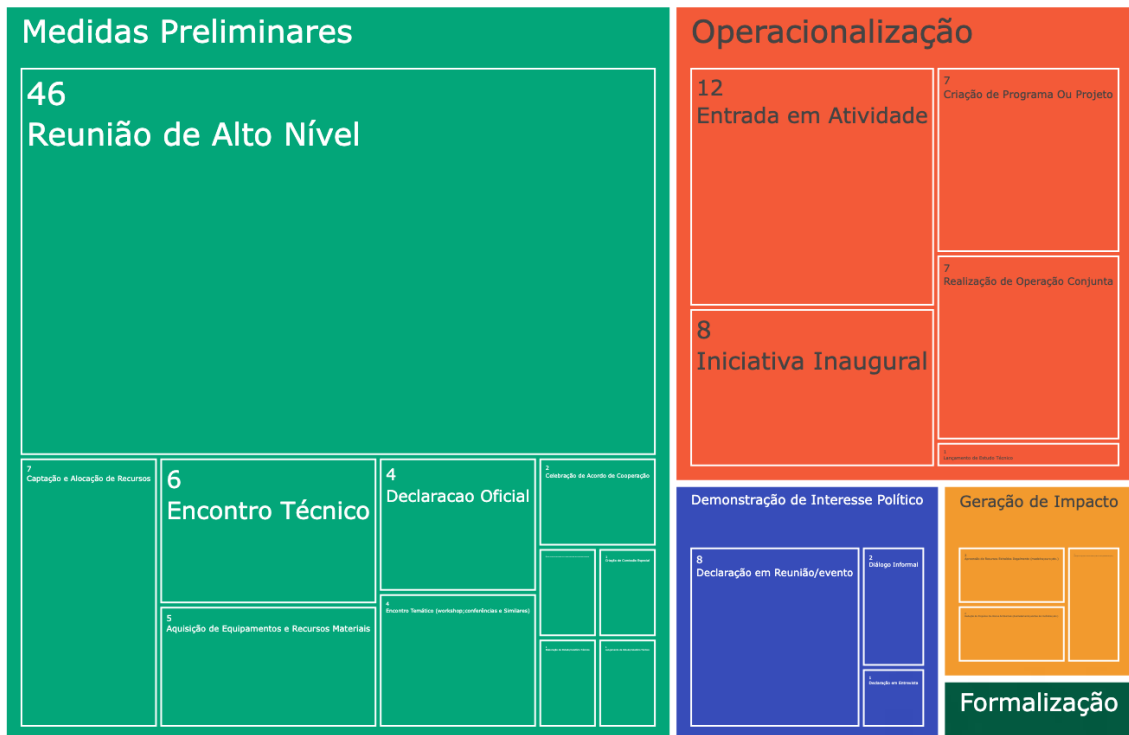 Medidas Preliminares
46
Reunião de Alto Nível
7
Captação e Alocação de Recursos
6
Encontro Técnico
5
Aquisição de Equipamentos e Recursos Materiais
4
Declaracao Oficial
4
Encontro Temático (workshop;conferências e Similares)
2
Celebração de Acordo de Cooperação
Criação de Comissão Especial
Operacionalização
12
Entrada em Atividade
8
Iniciativa Inaugural
7
Criação de Programa Ou Projeto
7
Realização de Operação Conjunta
Lançamento de Estudo Técnico
Demonstração de Interesse Político
8
Declaração em Reunião/evento
2
Diálogo Informal
1
Declaração em Entrevista
Geração de Impacto
Formalização